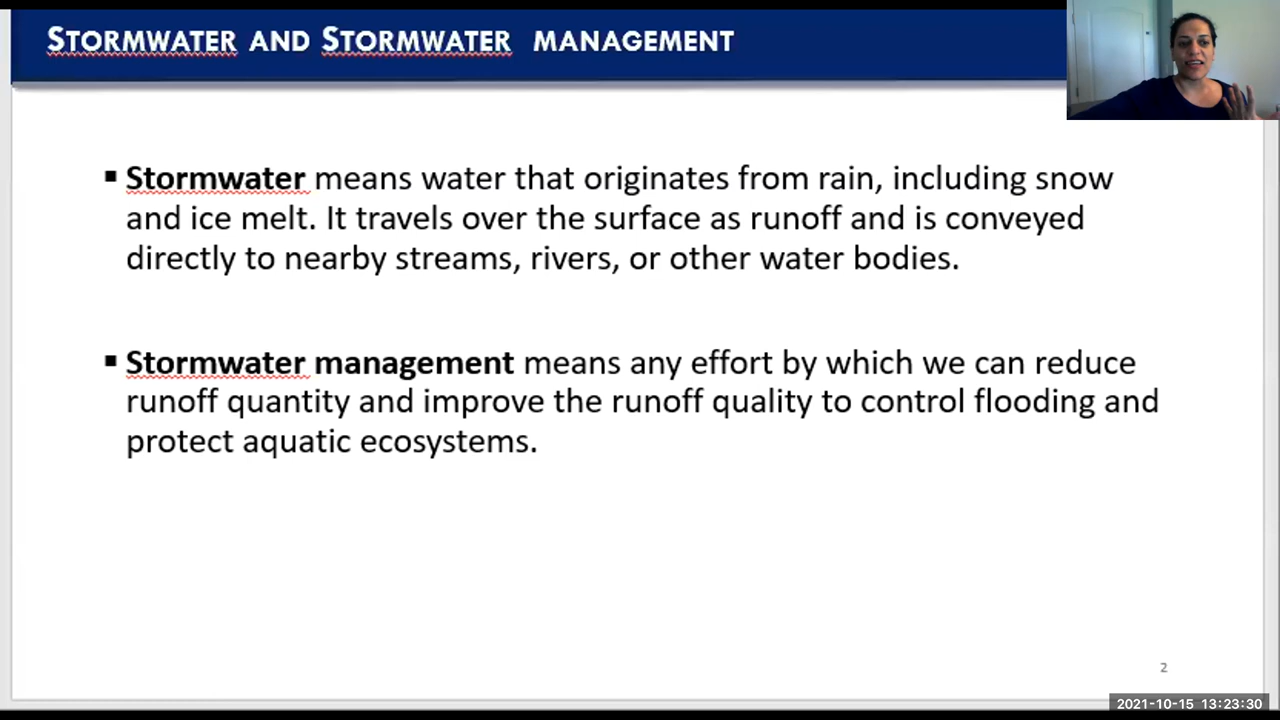 STORMWATER AND STORMWATER MANAGEMENT
▪ Stormwater means water that originates from rain, including snow
and ice melt. It travels over the surface as runoff and is conveyed
directly to nearby streams, rivers, or other water bodies.
▪ Stormwater management means any effort by which we can reduce
runoff quantity and improve the runoff quality to control flooding and
protect aquatic ecosystems.
2
2021-10-15 13:23:30